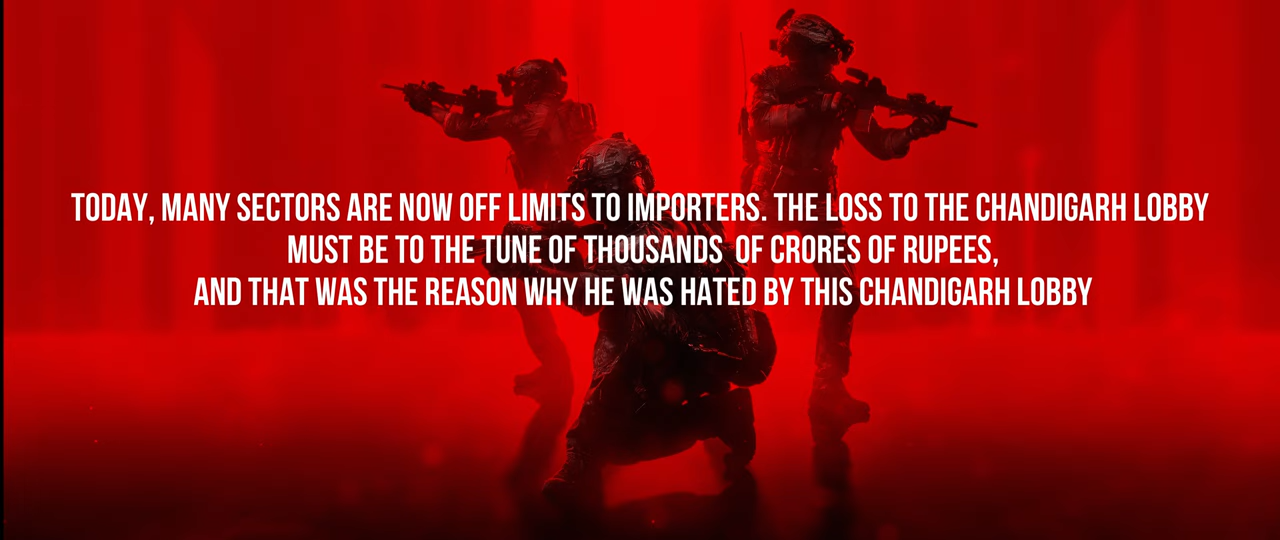 TODAY, MANY SECTORS ARE NOW OFF LIMITS TO IMPORTERS. THE LOSS TO THE CHANDIGARH LOBBY
MUST BE TO THE TUNE OF THOUSANDS OF CRORES OF RUPEES,
AND THAT WAS THE REASON WHY HE WAS HATED BY THIS CHANDIGARH LOBBY